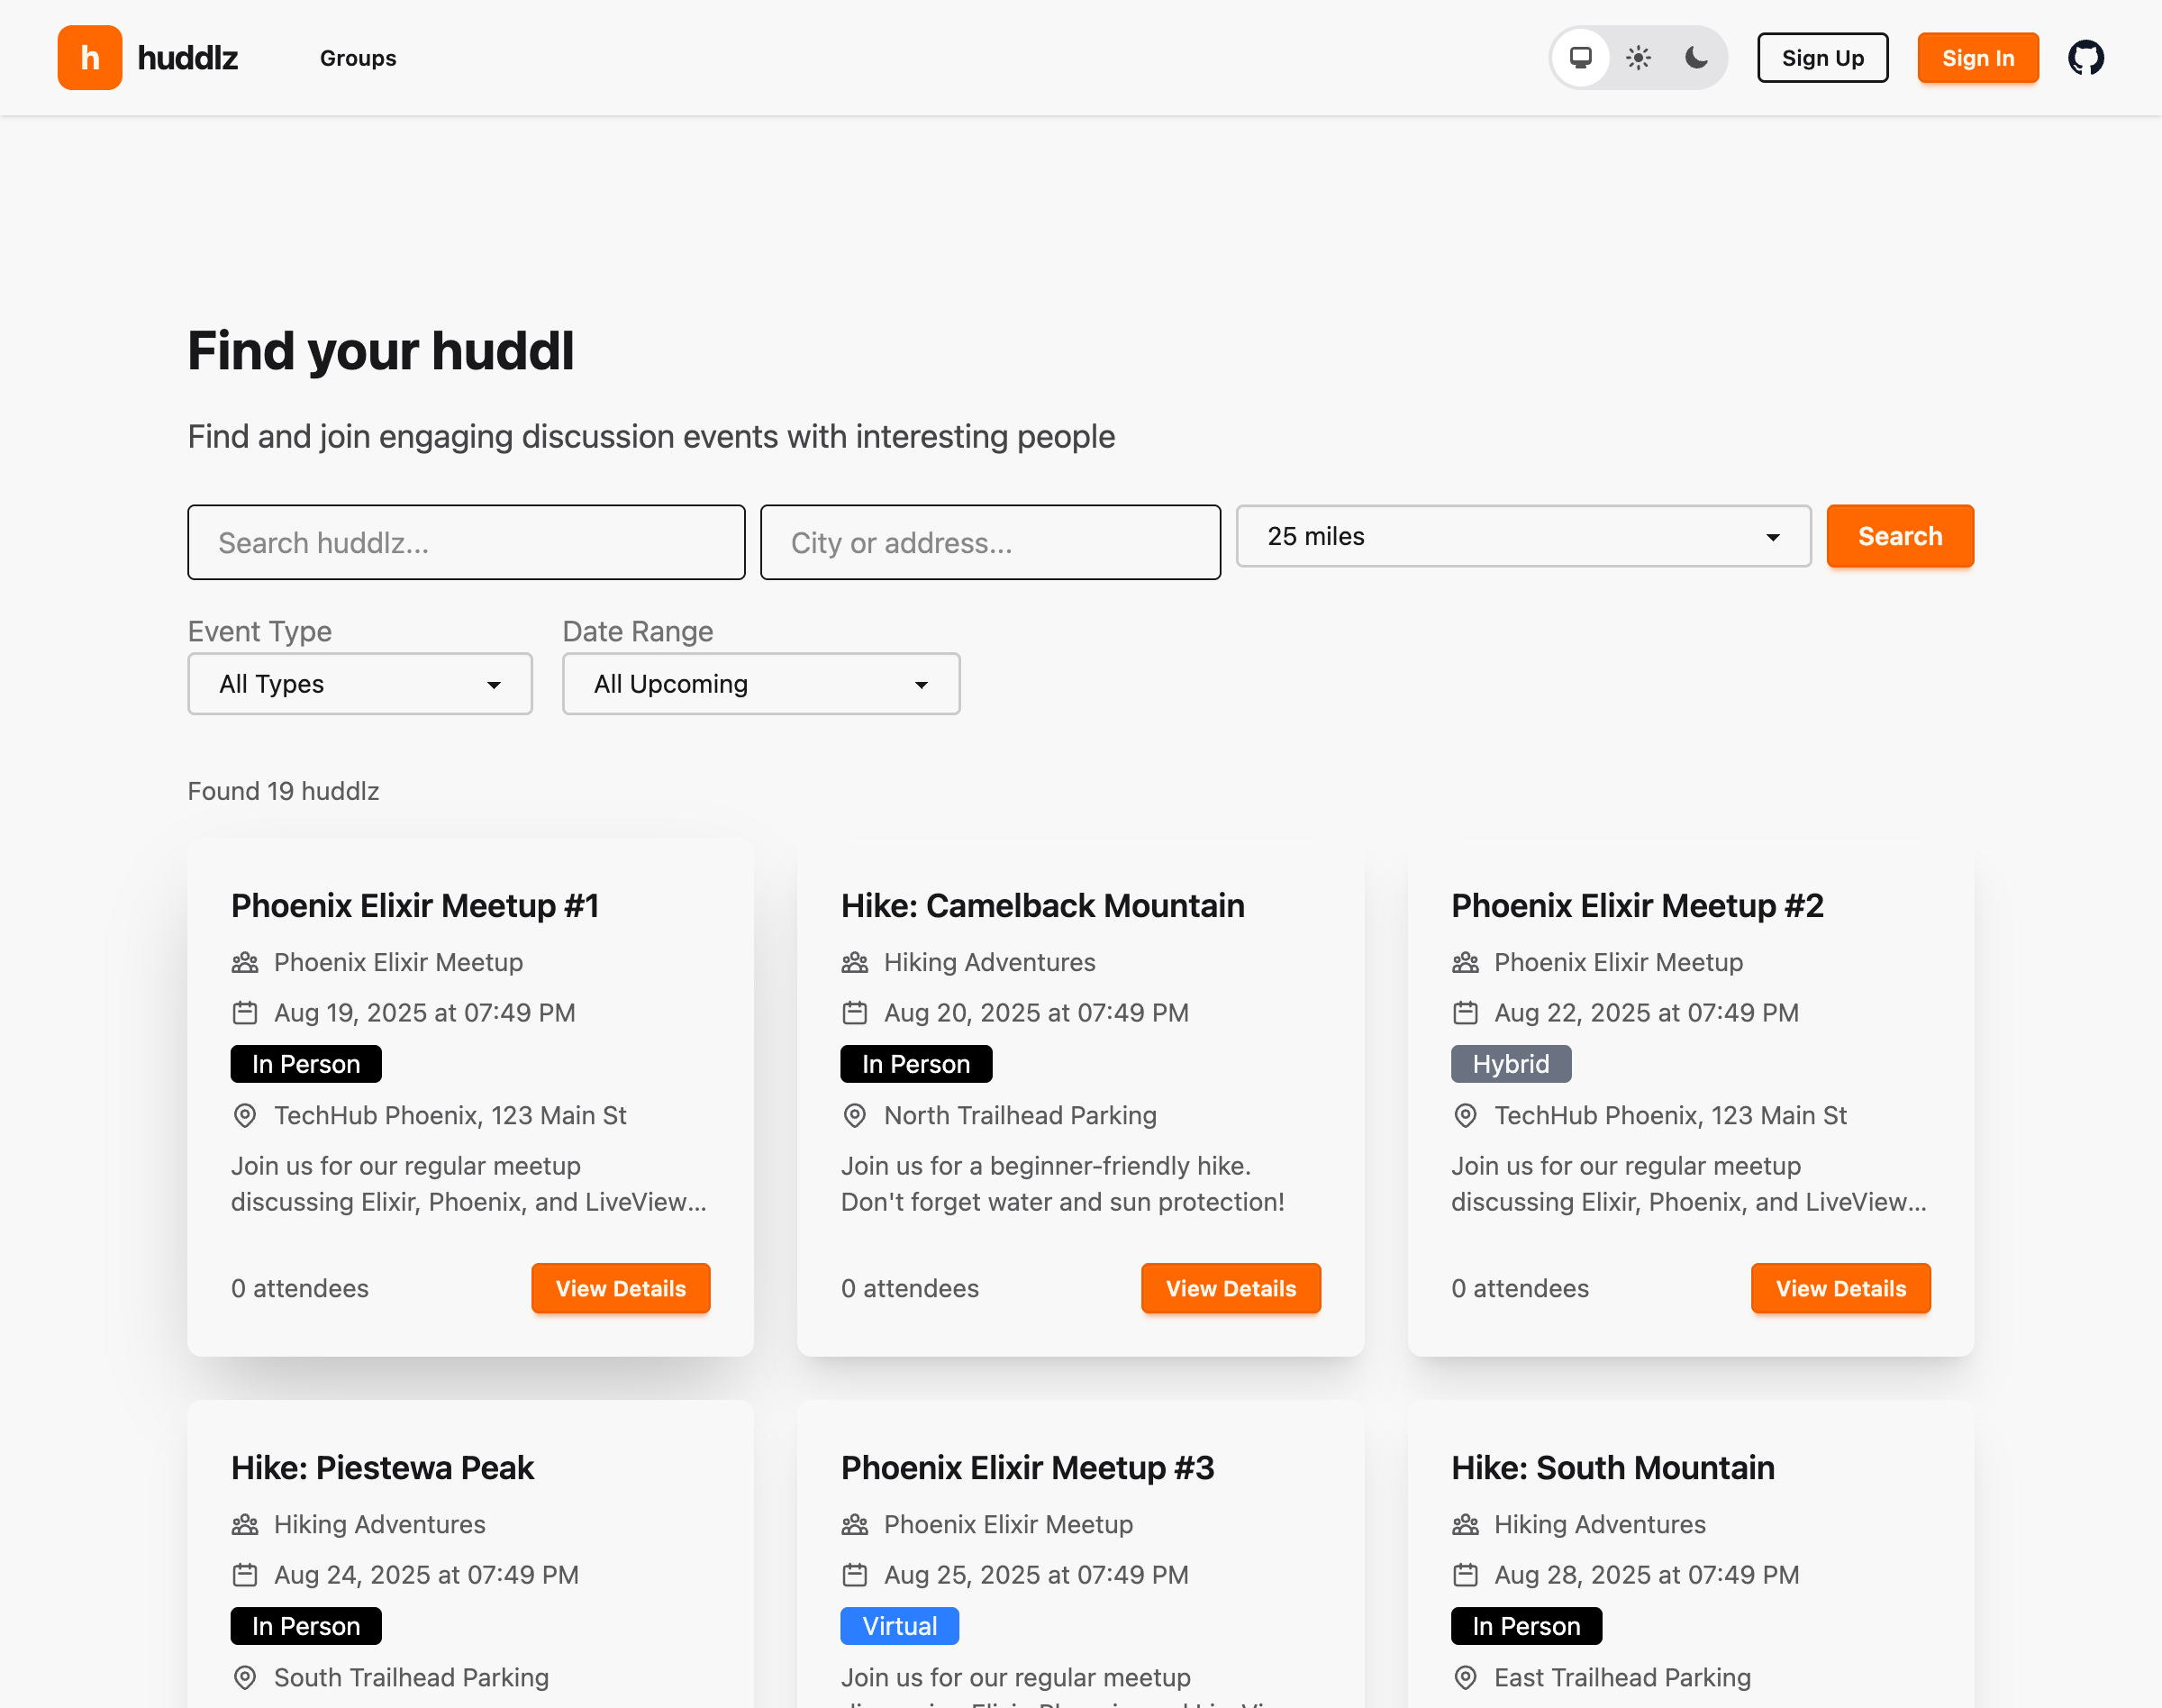 h huddlz Groups Sign Up Sign In
Find your huddl
Find and join engaging discussion events with interesting people
Search huddlz... City or address... 25 miles Search
Event Type Date Range
All Types All Upcoming
Found 19 huddlz
Phoenix Elixir Meetup #1
Phoenix Elixir Meetup
Aug 19, 2025 at 07:49 PM
In Person
TechHub Phoenix, 123 Main St
Join us for our regular meetup
discussing Elixir, Phoenix, and LiveView...
0 attendees View Details
Hike: Camelback Mountain
Hiking Adventures
Aug 20, 2025 at 07:49 PM
In Person
North Trailhead Parking
Join us for a beginner-friendly hike.
Don't forget water and sun protection!
0 attendees View Details
Phoenix Elixir Meetup #2
Phoenix Elixir Meetup
Aug 22, 2025 at 07:49 PM
Hybrid
TechHub Phoenix, 123 Main St
Join us for our regular meetup
discussing Elixir, Phoenix, and LiveView...
0 attendees View Details
Hike: Piestewa Peak
Hiking Adventures
Aug 24, 2025 at 07:49 PM
In Person
South Trailhead Parking
Phoenix Elixir Meetup #3
Phoenix Elixir Meetup
Aug 25, 2025 at 07:49 PM
Virtual
Join us for our regular meetup
Hike: South Mountain
Hiking Adventures
Aug 28, 2025 at 07:49 PM
In Person
East Trailhead Parking